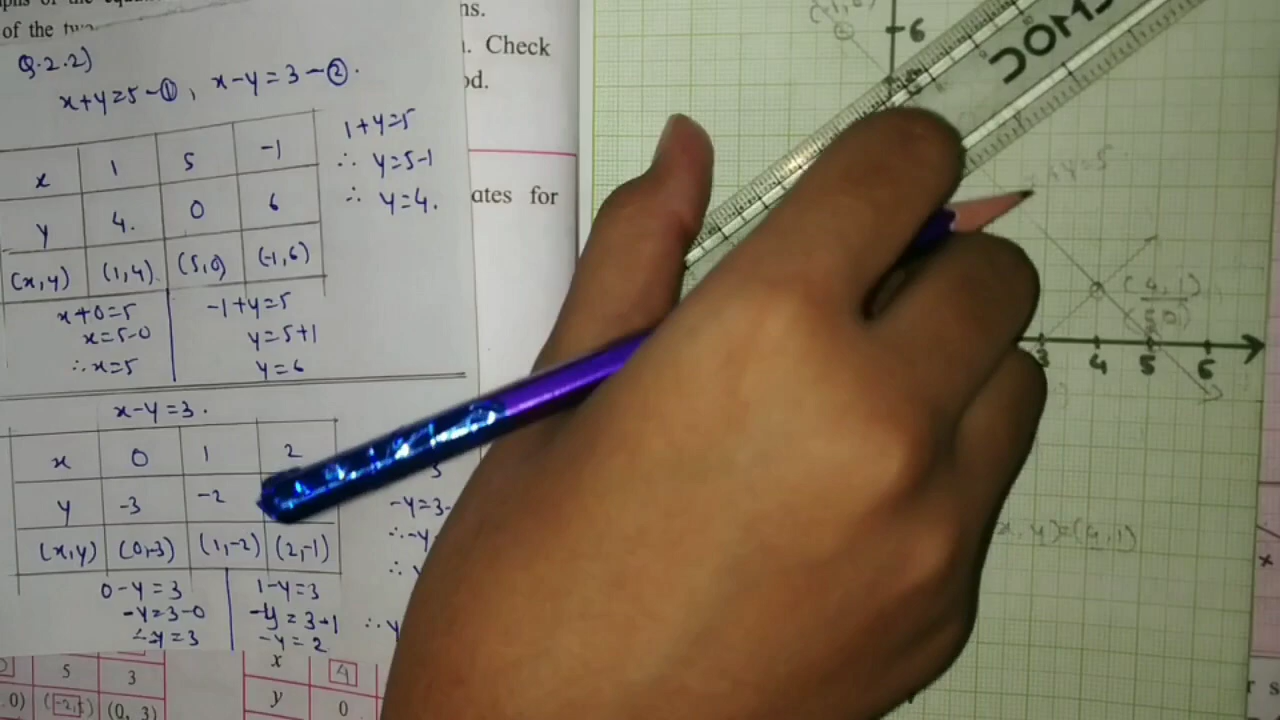 of the
ns.
. Check
od.
ates for
Q.2.2)
x+y=5-①, x-y=3-②.
x 1 5 -1
y 4. 0 6
(x,y) (1,4) (5,0) (-1,6)
1+y=5
∴ y=5-1
∴ y=4.
x+0=5
x=5-0
∴x=5
-1+y=5
y=5+1
y=6
x-y=3.
x 0 1 2
y -3 -2
(x,y) (0,-3) (1,-2) (2,-1)
0-y=3
-y=3-0
∴-y=3
1-y=3
-y=3-1
-y=2
-y=3-
∴-y
∴ y
5 3
(0, 3)
x 4
y 0
DOMS
6
x+y=5
(4,1)
(5,0)
3 4 5 6
(x,y)=(4,1)